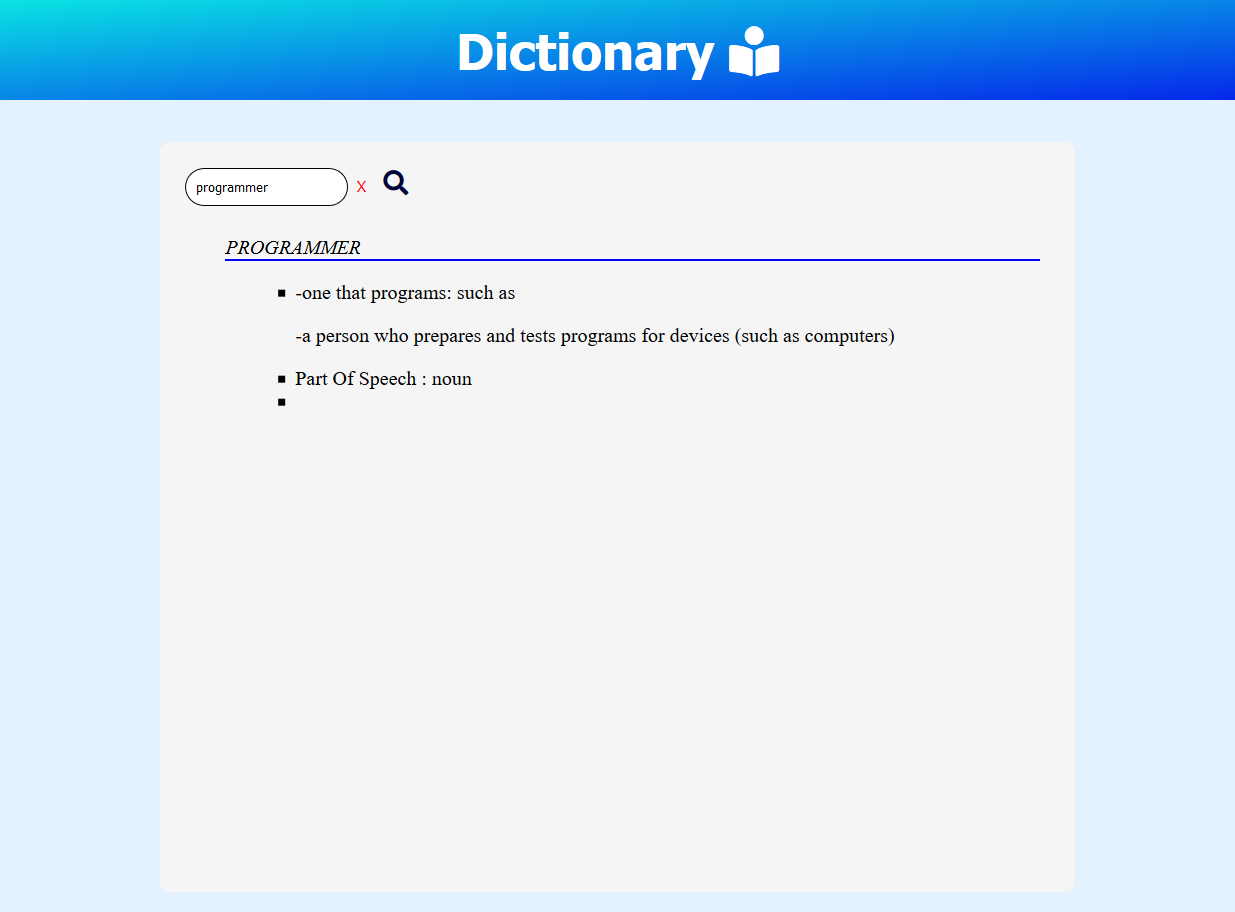 Dictionary
programmer X
PROGRAMMER
-one that programs: such as
-a person who prepares and tests programs for devices (such as computers)
Part Of Speech : noun